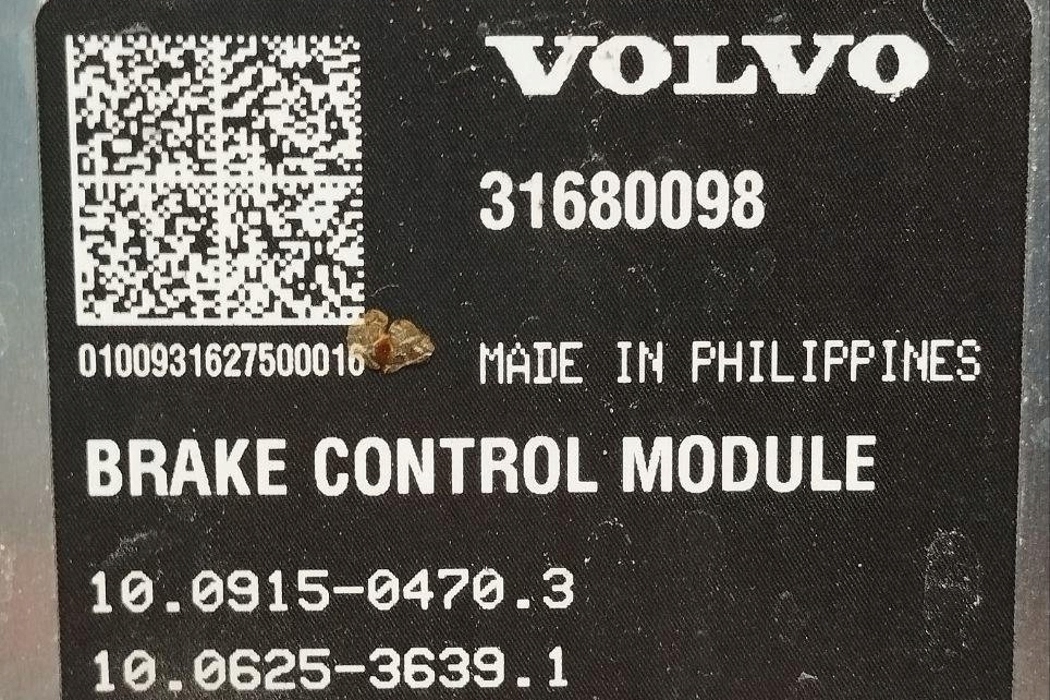 VOLVO
31680098
0100931627500016
MADE IN PHILIPPINES
BRAKE CONTROL MODULE
10.0915-0470.3
10.0625-3639.1